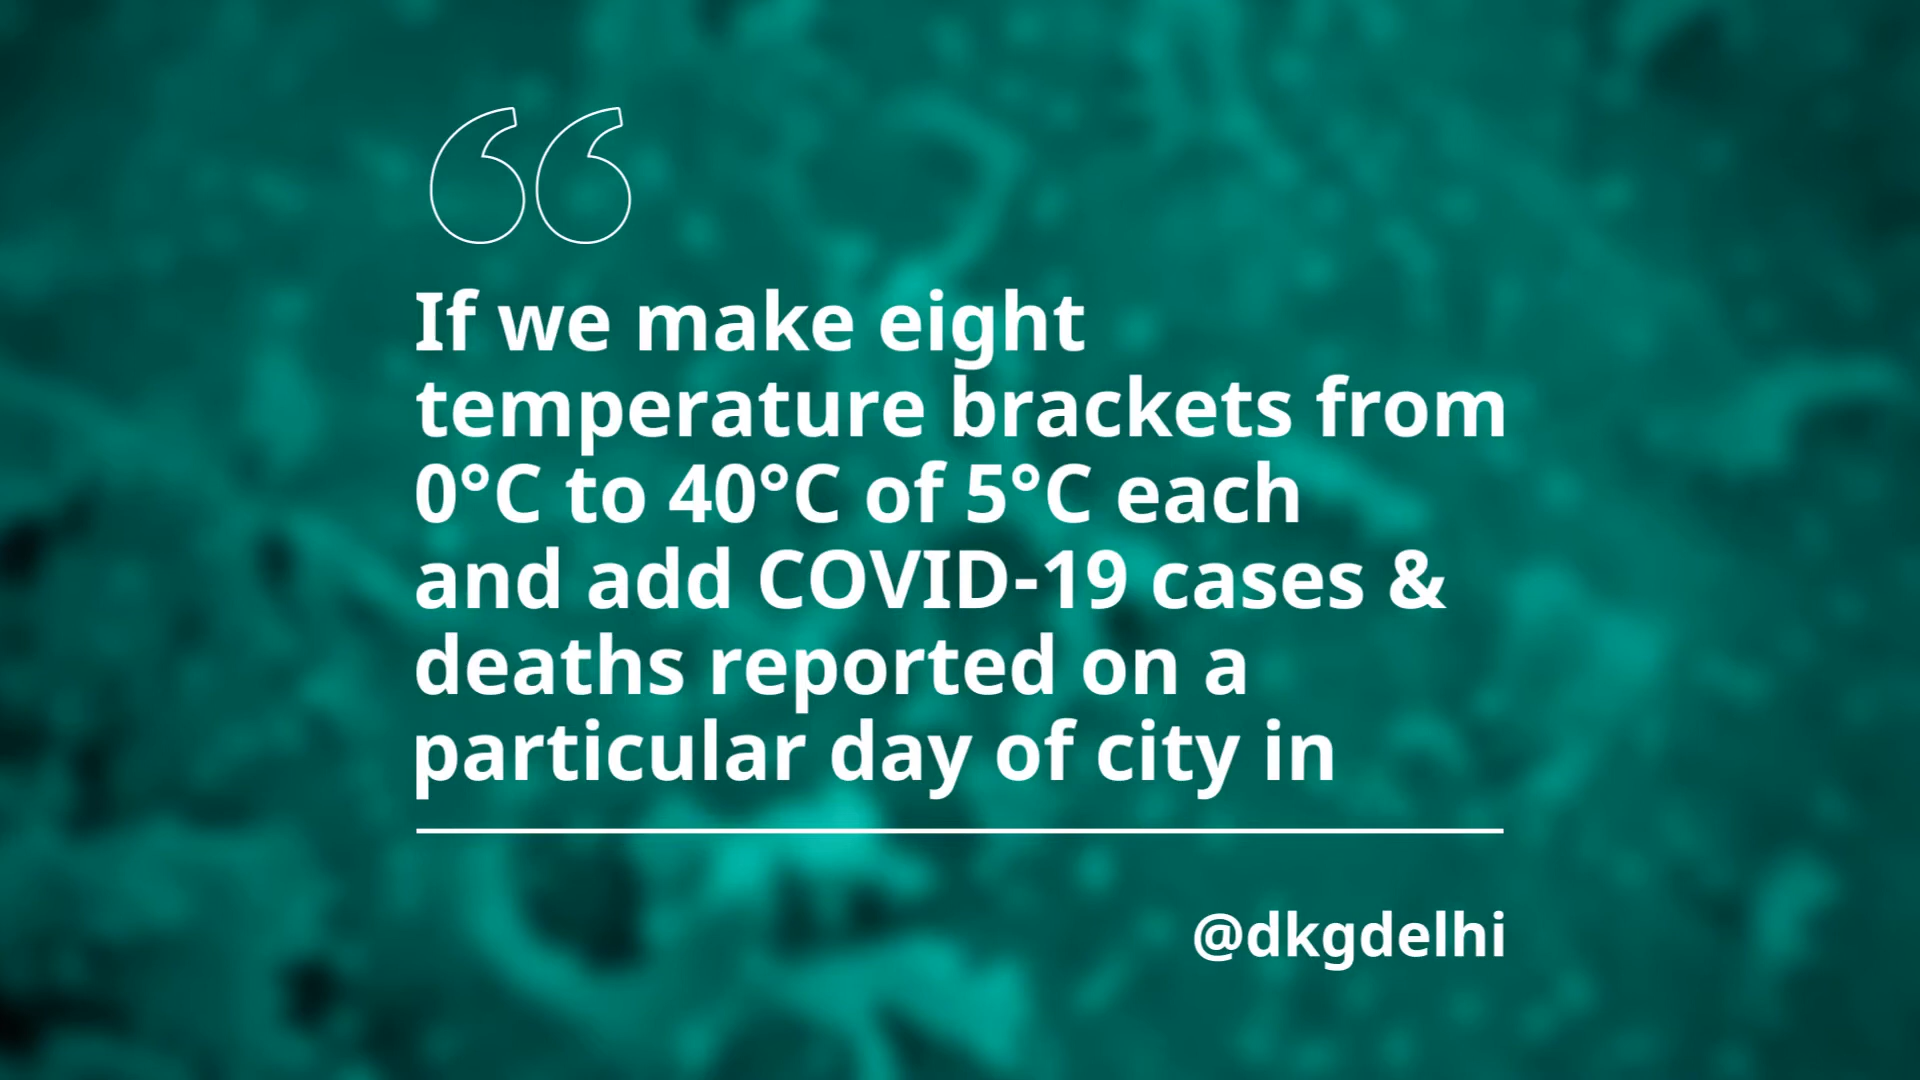 “
If we make eight
temperature brackets from
0°C to 40°C of 5°C each
and add COVID-19 cases &
deaths reported on a
particular day of city in
@dkgdelhi